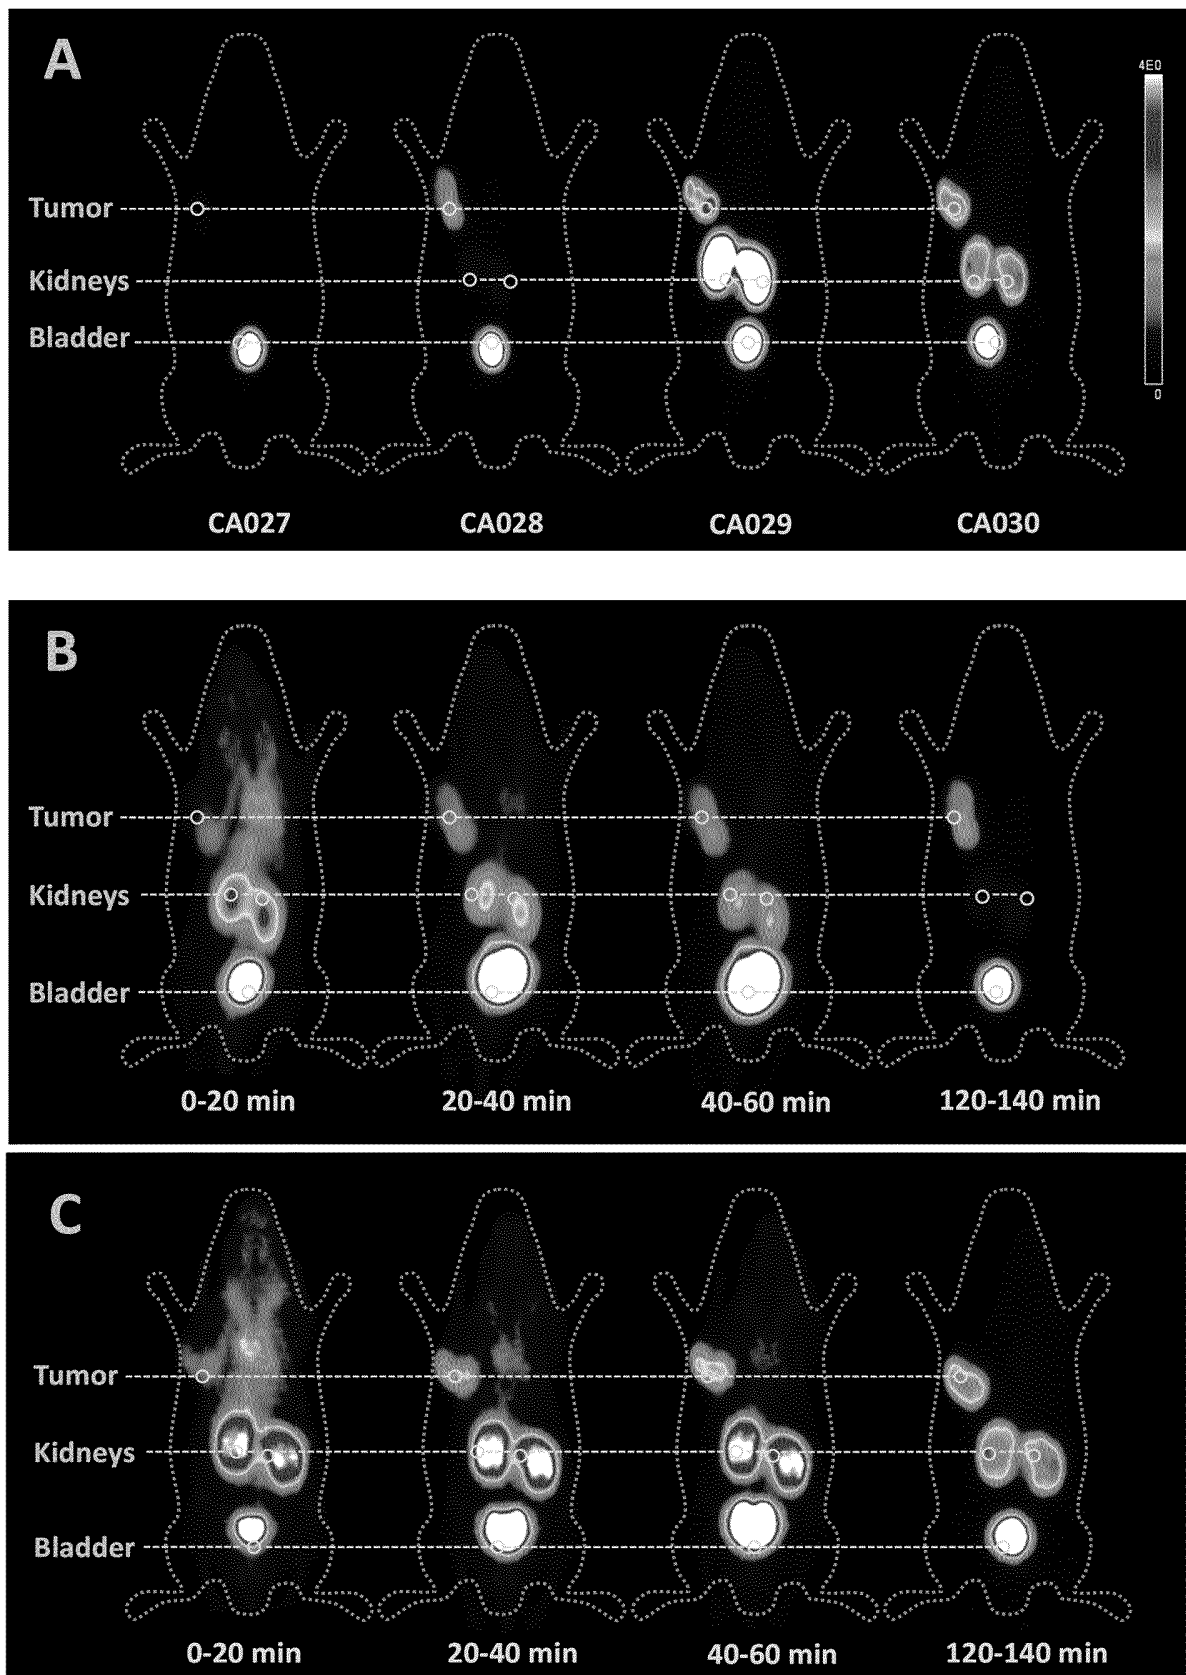 A
4E0
Tumor
Kidneys
Bladder
0
CA027 CA028 CA029 CA030
B
Tumor
Kidneys
Bladder
0-20 min 20-40 min 40-60 min 120-140 min
C
Tumor
Kidneys
Bladder
0-20 min 20-40 min 40-60 min 120-140 min